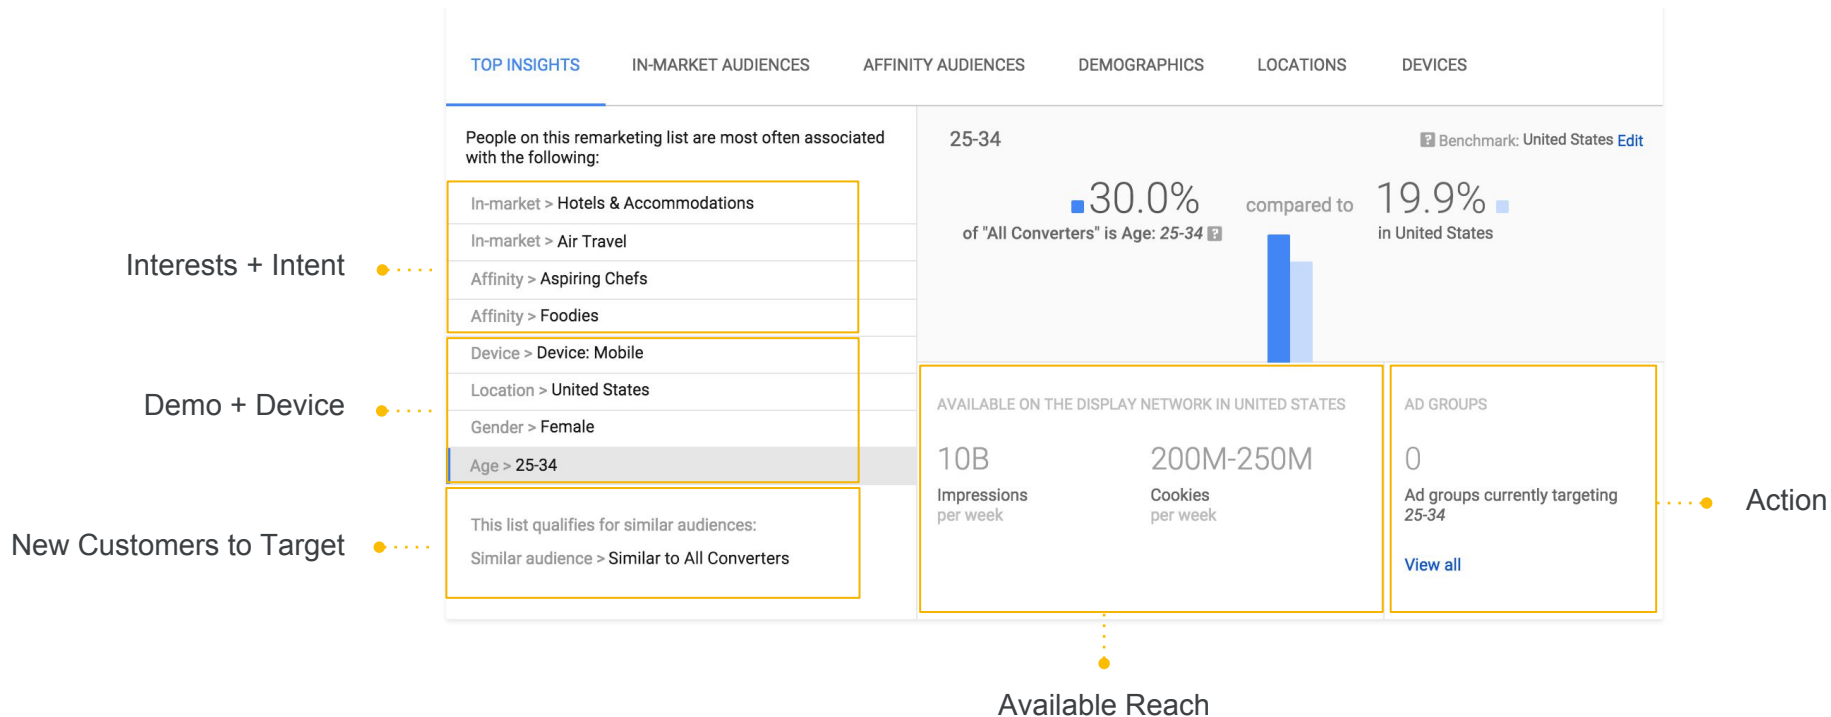 TOP INSIGHTS IN-MARKET AUDIENCES AFFINITY AUDIENCES DEMOGRAPHICS LOCATIONS DEVICES
People on this remarketing list are most often associated
with the following:
In-market > Hotels & Accommodations
In-market > Air Travel
Affinity > Aspiring Chefs
Affinity > Foodies
Device > Device: Mobile
Location > United States
Gender > Female
Age > 25-34
This list qualifies for similar audiences:
Similar audience > Similar to All Converters
Interests + Intent
Demo + Device
New Customers to Target
25-34
? Benchmark: United States Edit
30.0% compared to 19.9%
of "All Converters" is Age: 25-34 ? in United States
AVAILABLE ON THE DISPLAY NETWORK IN UNITED STATES
10B 200M-250M
Impressions Cookies
per week per week
AD GROUPS
0
Ad groups currently targeting
25-34
View all
Action
Available Reach